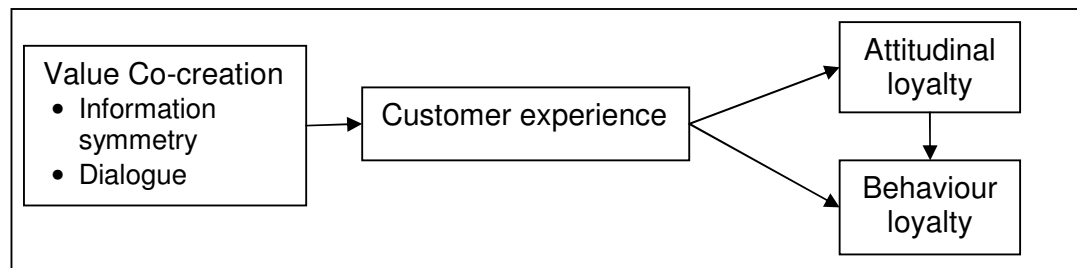 Value Co-creation
• Information
symmetry
• Dialogue
Customer experience
Attitudinal
loyalty
Behaviour
loyalty